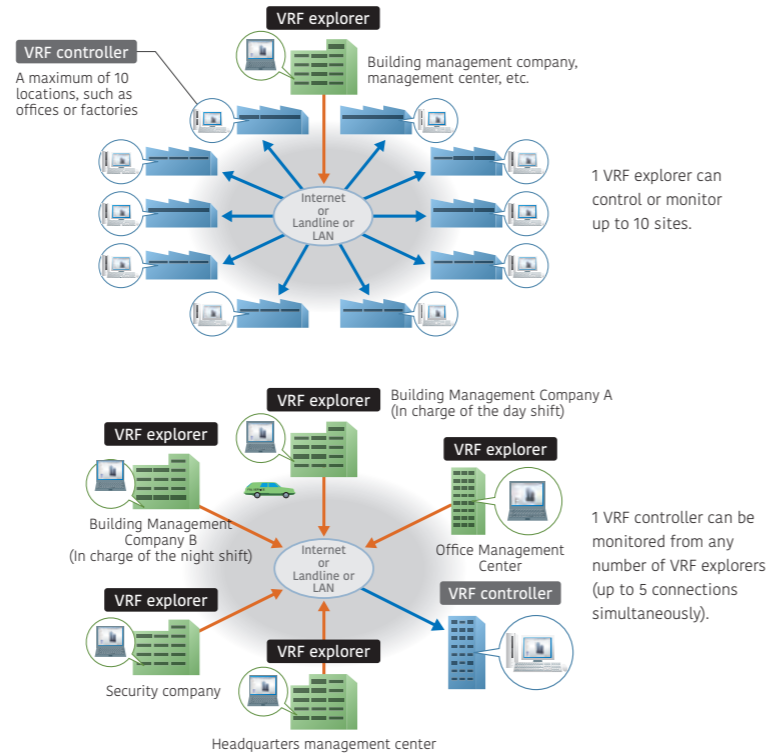 VRF explorer
VRF controller
A maximum of 10
locations, such as
offices or factories
Building management company,
management center, etc.
Internet
or
Landline or
LAN
1 VRF explorer can
control or monitor
up to 10 sites.
VRF explorer
Building Management Company A
(In charge of the day shift)
VRF explorer
Building Management
Company B
(In charge of the night shift)
VRF explorer
Office Management
Center
Internet
or
Landline or
LAN
1 VRF controller can be
monitored from any
number of VRF explorers
(up to 5 connections
simultaneously).
VRF explorer
Security company
VRF controller
VRF explorer
Headquarters management center